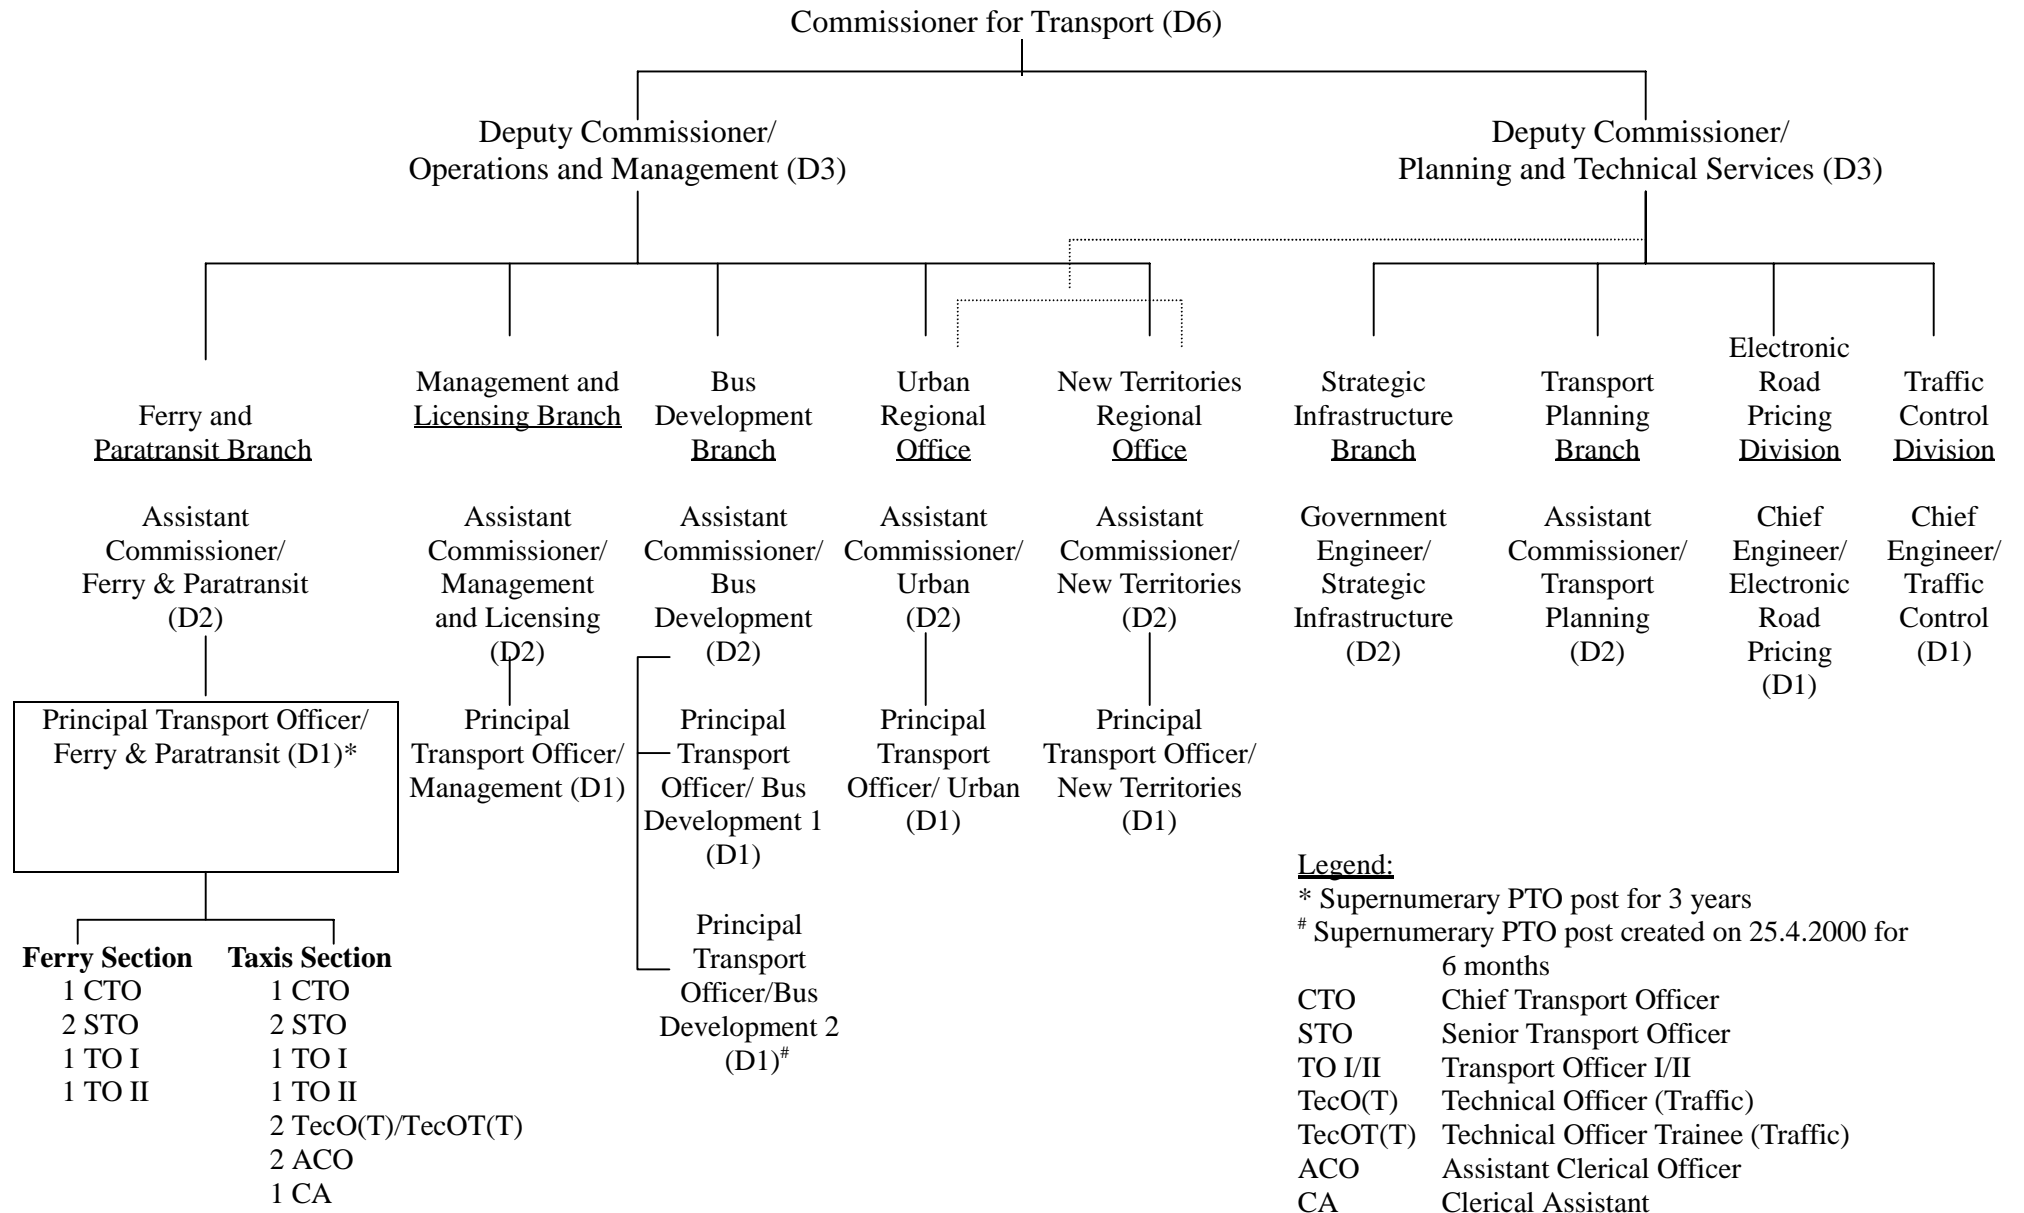 Commissioner for Transport (D6)
Deputy Commissioner/
Operations and Management (D3)
Deputy Commissioner/
Planning and Technical Services (D3)
Ferry and
Paratransit Branch
Management and
Licensing Branch
Bus
Development
Branch
Urban
Regional
Office
New Territories
Regional
Office
Strategic
Infrastructure
Branch
Transport
Planning
Branch
Electronic
Road
Pricing
Division
Traffic
Control
Division
Assistant
Commissioner/
Ferry & Paratransit
(D2)
Assistant
Commissioner/
Management
and Licensing
(D2)
Assistant
Commissioner/
Bus
Development
(D2)
Assistant
Commissioner/
Urban
(D2)
Assistant
Commissioner/
New Territories
(D2)
Government
Engineer/
Strategic
Infrastructure
(D2)
Assistant
Commissioner/
Transport
Planning
(D2)
Chief
Engineer/
Electronic
Road
Pricing
(D1)
Chief
Engineer/
Traffic
Control
(D1)
Principal Transport Officer/
Ferry & Paratransit (D1)*
Principal
Transport Officer/
Management (D1)
Principal
Transport
Officer/ Bus
Development 1
(D1)
Principal
Transport
Officer/ Urban
(D1)
Principal
Transport Officer/
New Territories
(D1)
Principal
Transport
Officer/Bus
Development 2
(D1)#
Ferry Section
1 CTO
2 STO
1 TO I
1 TO II
Taxis Section
1 CTO
2 STO
1 TO I
1 TO II
2 TecO(T)/TecOT(T)
2 ACO
1 CA
Legend:
* Supernumerary PTO post for 3 years
# Supernumerary PTO post created on 25.4.2000 for
6 months
CTO Chief Transport Officer
STO Senior Transport Officer
TO I/II Transport Officer I/II
TecO(T) Technical Officer (Traffic)
TecOT(T) Technical Officer Trainee (Traffic)
ACO Assistant Clerical Officer
CA Clerical Assistant